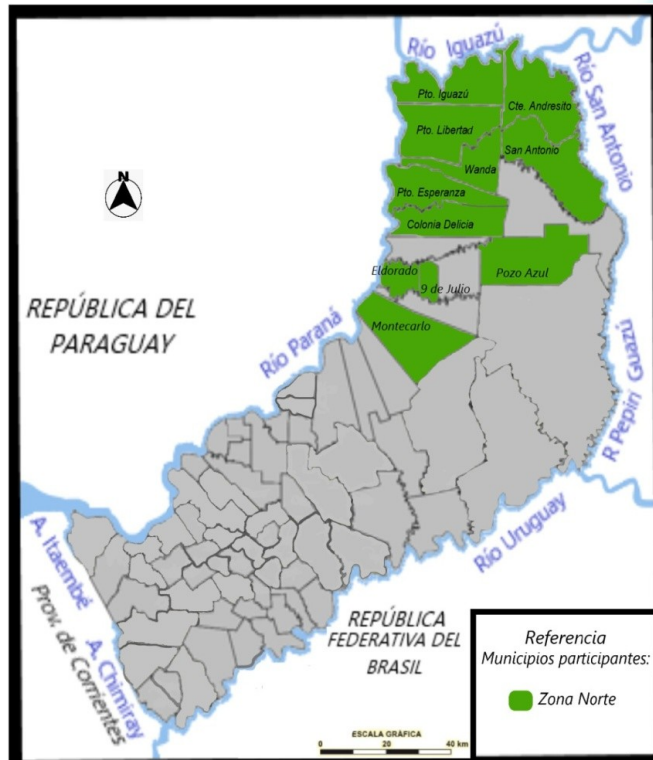 Río Iguazú
Río San Antonio
Pto. Iguazú
Cte. Andresito
Pto. Libertad
San Antonio
Wanda
Pto. Esperanza
Colonia Delicia
N
Eldorado
9 de Julio
Pozo Azul
Montecarlo
REPÚBLICA DEL
PARAGUAY
Río Paraná
R Pepirí Guazú
Río Uruguay
A. Itaembé
A. Chimiray
Prov. de Corrientes
REPÚBLICA
FEDERATIVA DEL
BRASIL
Referencia
Municipios participantes:
Zona Norte
ESCALA GRÁFICA
0 20 40 km